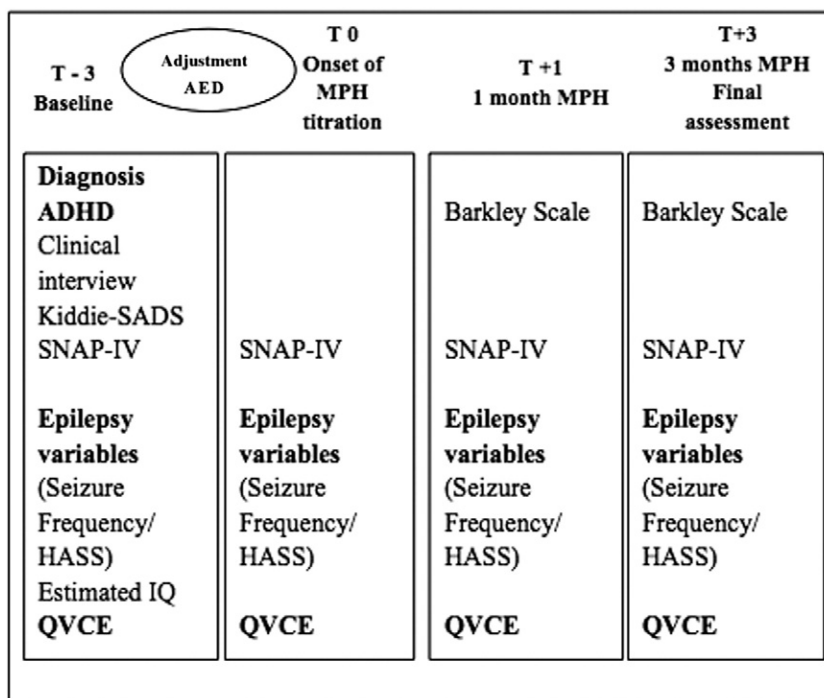 T - 3
Baseline
Adjustment
AED
T 0
Onset of
MPH
titration
T +1
1 month MPH
T+3
3 months MPH
Final
assessment
Diagnosis
ADHD
Clinical
interview
Kiddie-SADS
SNAP-IV
Epilepsy
variables
(Seizure
Frequency/
HASS)
Estimated IQ
QVCE
SNAP-IV
Epilepsy
variables
(Seizure
Frequency/
HASS)
QVCE
Barkley Scale
SNAP-IV
Epilepsy
variables
(Seizure
Frequency/
HASS)
QVCE
Barkley Scale
SNAP-IV
Epilepsy
variables
(Seizure
Frequency/
HASS)
QVCE